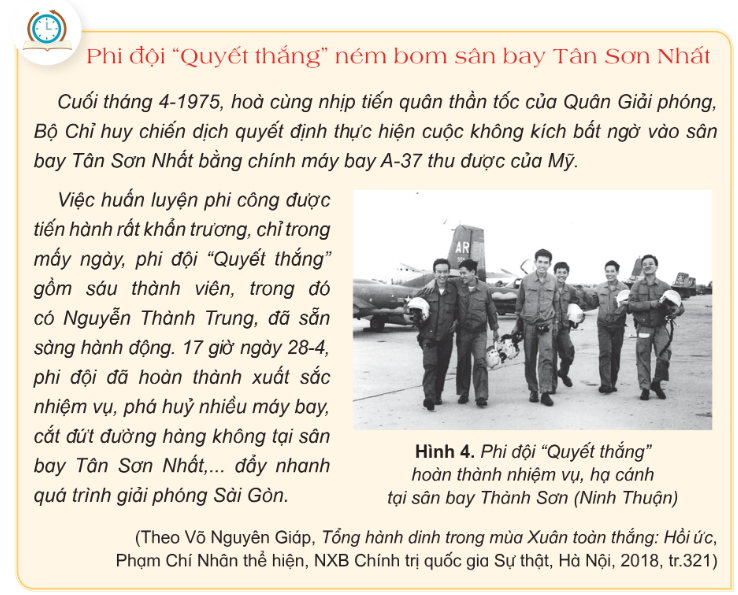 Phi đội “Quyết thắng” ném bom sân bay Tân Sơn Nhất
Cuối tháng 4-1975, hoà cùng nhịp tiến quân thần tốc của Quân Giải phóng,
Bộ Chỉ huy chiến dịch quyết định thực hiện cuộc không kích bất ngờ vào sân
bay Tân Sơn Nhất bằng chính máy bay A-37 thu được của Mỹ.
Việc huấn luyện phi công được
tiến hành rất khẩn trương, chỉ trong
mấy ngày, phi đội “Quyết thắng”
gồm sáu thành viên, trong đó
có Nguyễn Thành Trung, đã sẵn
sàng hành động. 17 giờ ngày 28-4,
phi đội đã hoàn thành xuất sắc
nhiệm vụ, phá huỷ nhiều máy bay,
cắt đứt đường hàng không tại sân
bay Tân Sơn Nhất,... đẩy nhanh
quá trình giải phóng Sài Gòn.
AR
Hình 4. Phi đội “Quyết thắng”
hoàn thành nhiệm vụ, hạ cánh
tại sân bay Thành Sơn (Ninh Thuận)
(Theo Võ Nguyên Giáp, Tổng hành dinh trong mùa Xuân toàn thắng: Hồi ức,
Phạm Chí Nhân thể hiện, NXB Chính trị quốc gia Sự thật, Hà Nội, 2018, tr.321)